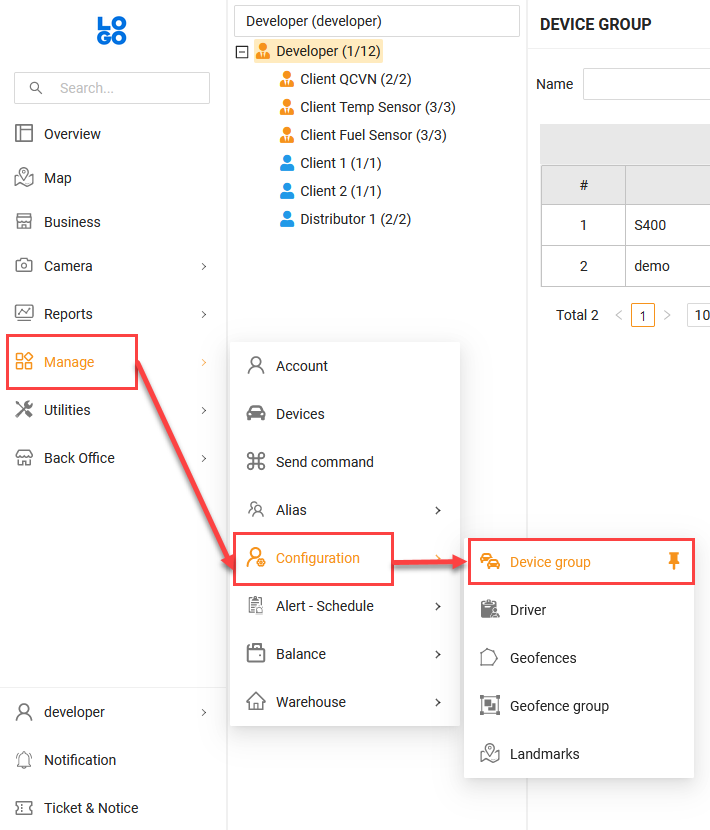 LO
GO
Search...
Overview
Map
Business
Camera
Reports
Manage
Utilities
Back Office
developer
Notification
Ticket & Notice
Developer (developer)
Developer (1/12)
Client QCVN (2/2)
Client Temp Sensor (3/3)
Client Fuel Sensor (3/3)
Client 1 (1/1)
Client 2 (1/1)
Distributor 1 (2/2)
Account
Devices
Send command
Alias
Configuration
Alert - Schedule
Balance
Warehouse
Device group
Driver
Geofences
Geofence group
Landmarks
DEVICE GROUP
Name
#
1 S400
2 demo
Total 2 < 1 > 10